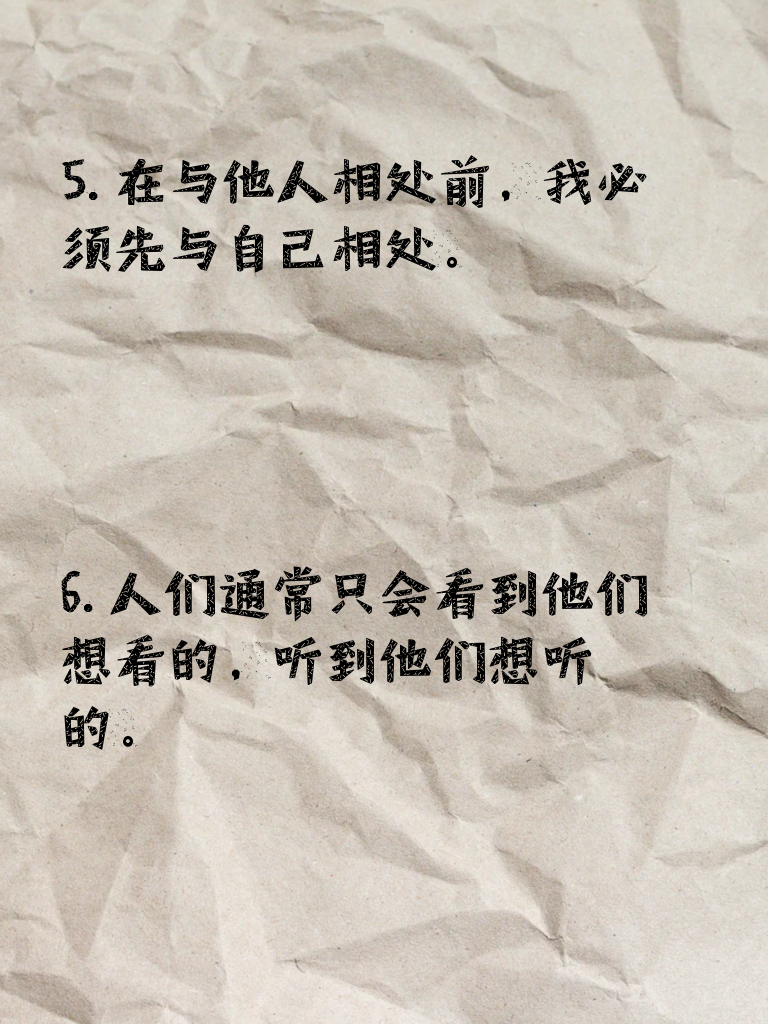 5. 在与他人相处前，我必
须先与自己相处。
6. 人们通常只会看到他们
想看的，听到他们想听
的。